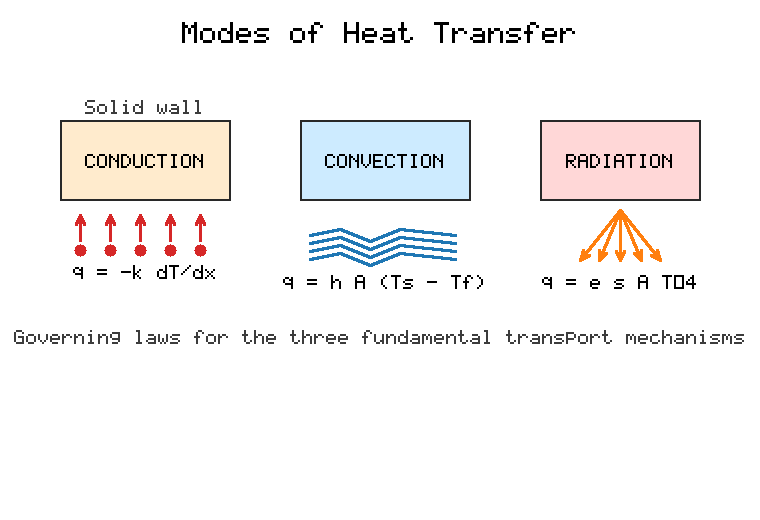 Modes of Heat Transfer
Solid wall
CONDUCTION
CONVECTION
RADIATION
q = -k dT/dx
q = h A (Ts - Tf)
q = e s A T□4
Governing laws for the three fundamental transport mechanisms